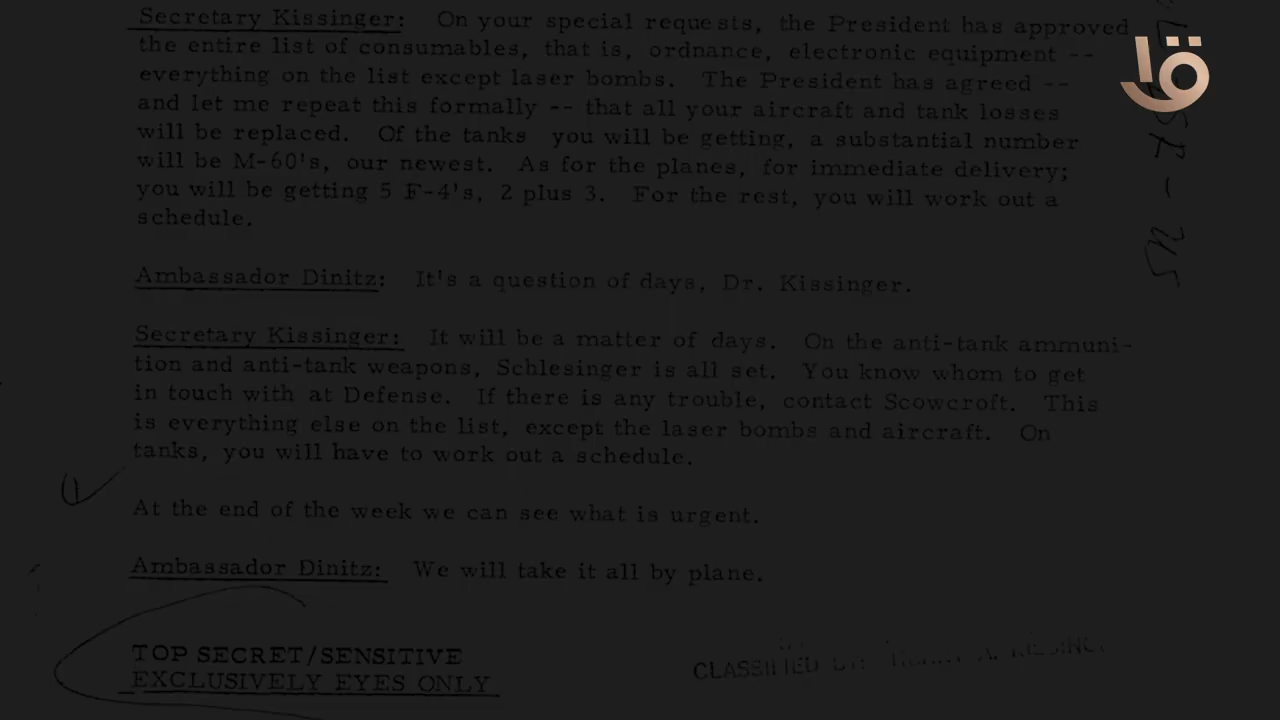 Secretary Kissinger: On your special requests, the President has approved
the entire list of consumables, that is, ordnance, electronic equipment --
everything on the list except laser bombs. The President has agreed --
and let me repeat this formally -- that all your aircraft and tank losses
will be replaced. Of the tanks you will be getting, a substantial number
will be M-60's, our newest. As for the planes, for immediate delivery;
you will be getting 5 F-4's, 2 plus 3. For the rest, you will work out a
schedule.
Ambassador Dinitz: It's a question of days, Dr. Kissinger.
Secretary Kissinger: It will be a matter of days. On the anti-tank ammuni-
tion and anti-tank weapons, Schlesinger is all set. You know whom to get
in touch with at Defense. If there is any trouble, contact Scowcroft. This
is everything else on the list, except the laser bombs and aircraft. On
tanks, you will have to work out a schedule.
At the end of the week we can see what is urgent.
Ambassador Dinitz: We will take it all by plane.
TOP SECRET/SENSITIVE
EXCLUSIVELY EYES ONLY
CLASSIFIED BY: